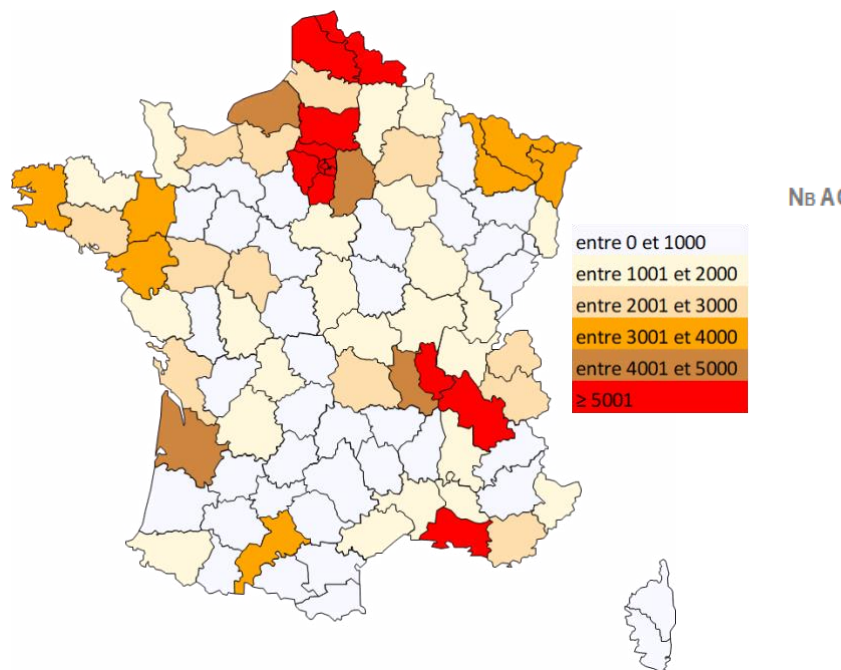 NB AC
entre 0 et 1000
entre 1001 et 2000
entre 2001 et 3000
entre 3001 et 4000
entre 4001 et 5000
≥ 5001